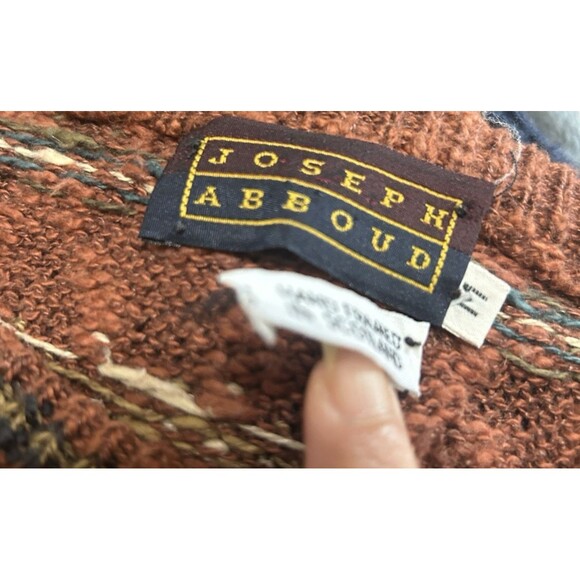 JOSEPH
ABBOUD
HAND FRAMED
IN SCOTLAND